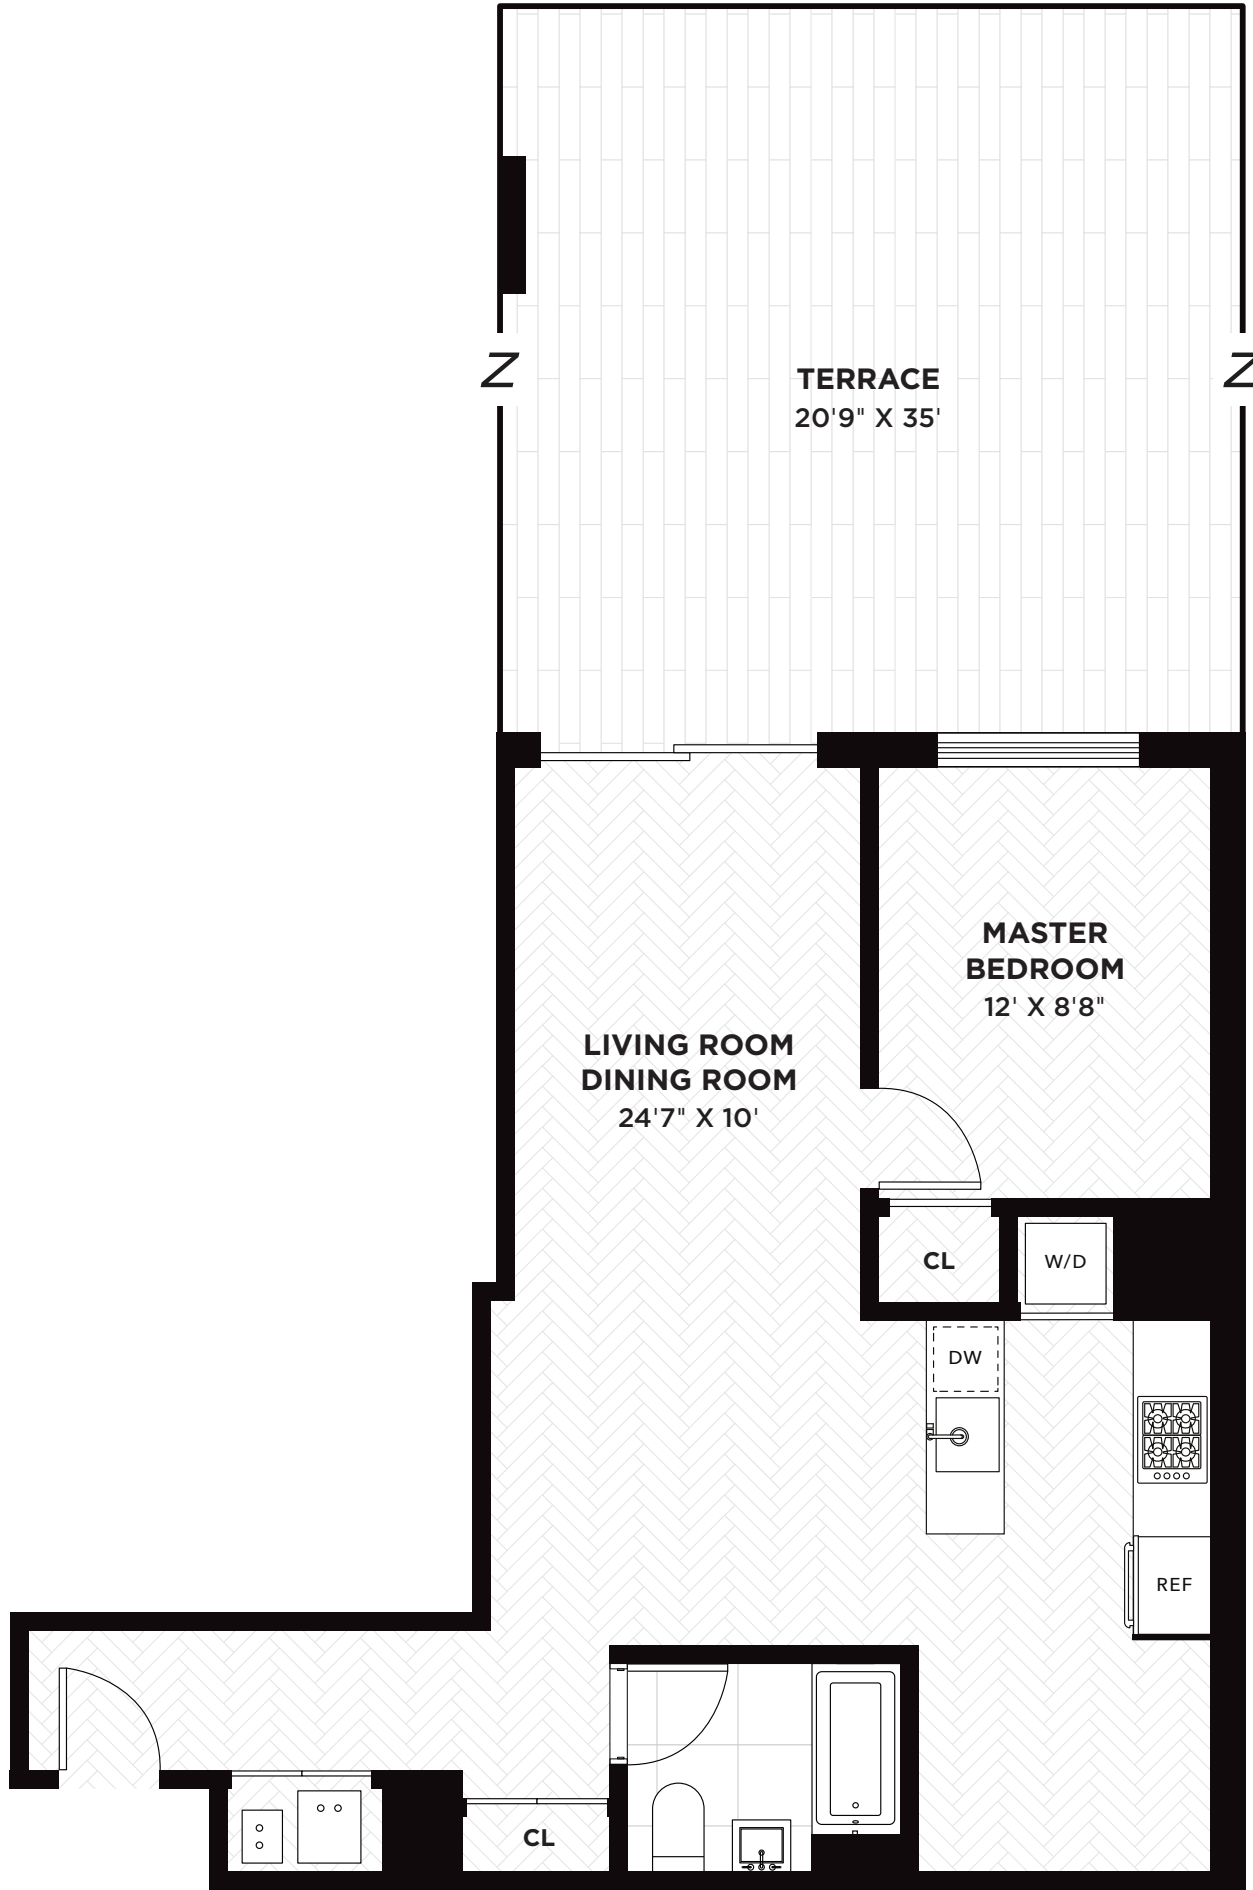 TERRACE
20'9" X 35'
MASTER
BEDROOM
12' X 8'8"
LIVING ROOM
DINING ROOM
24'7" X 10'
CL
W/D
DW
REF
CL